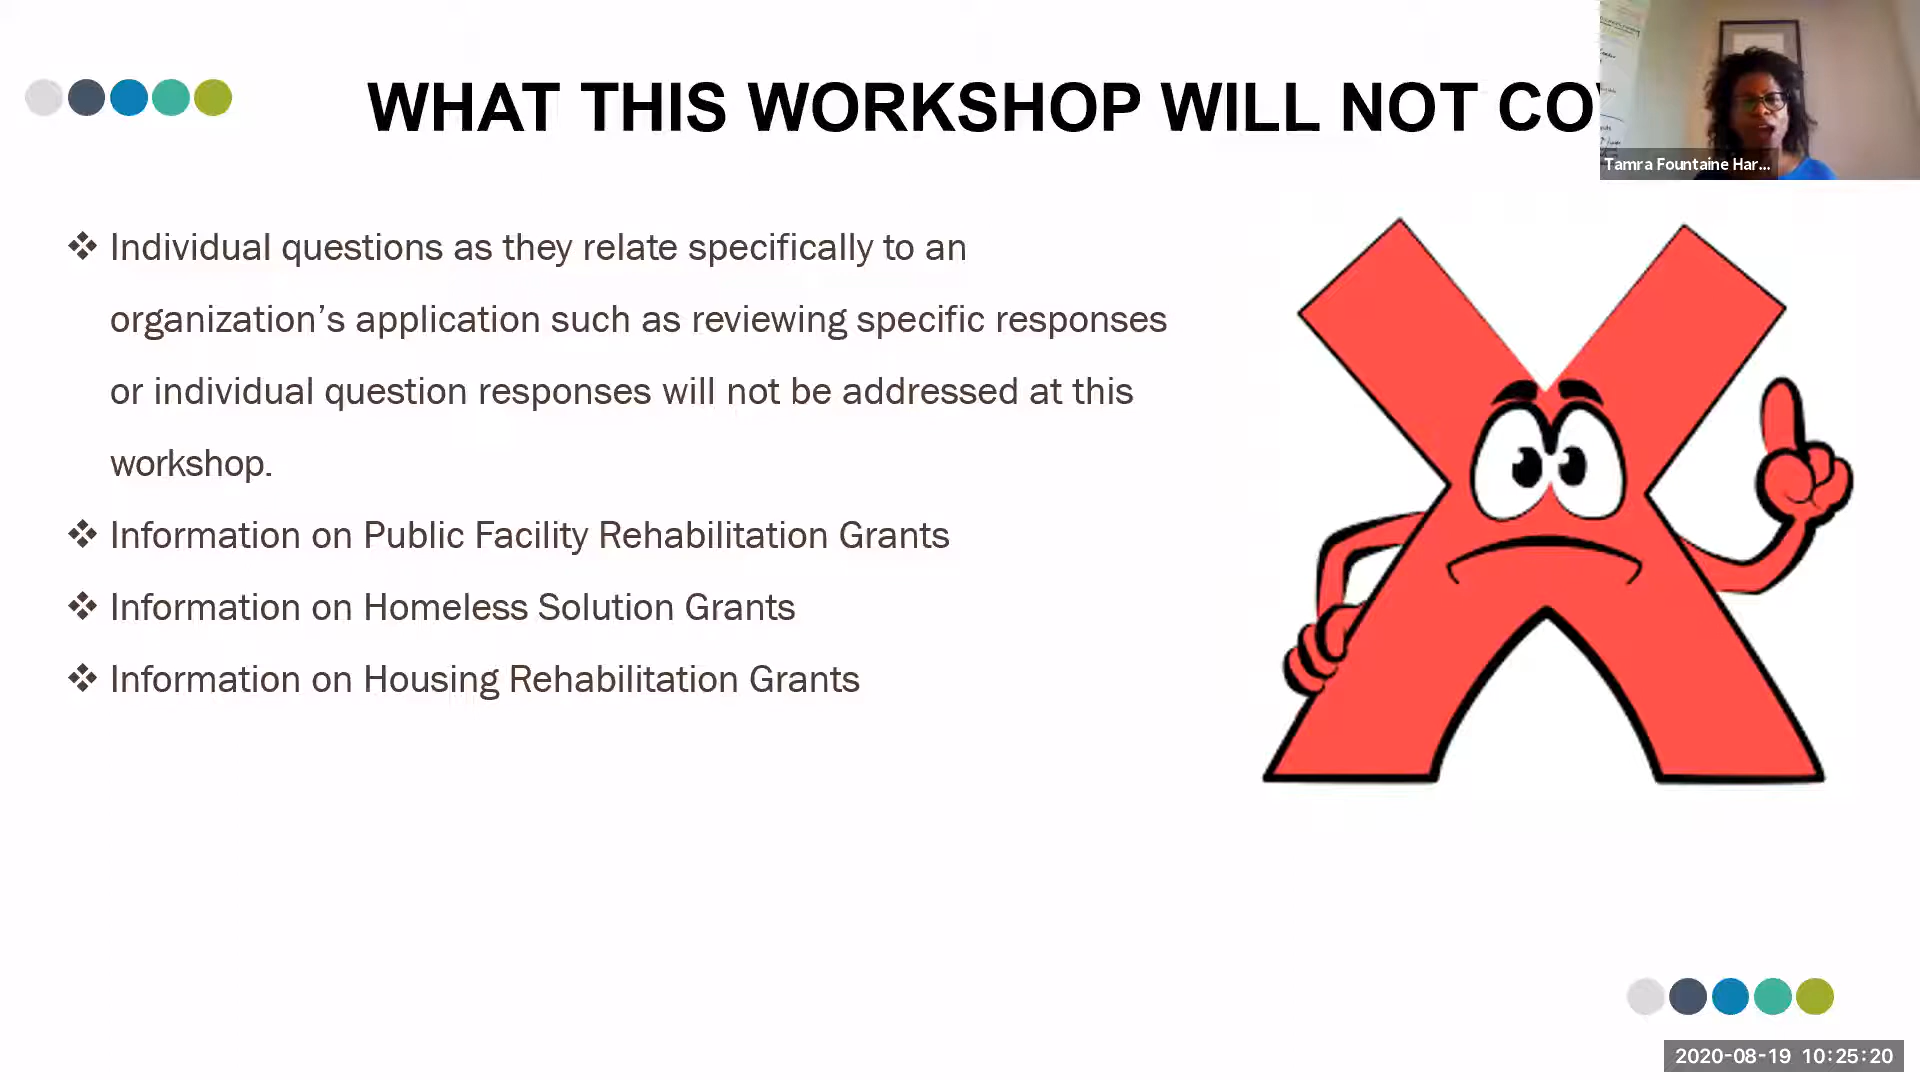 WHAT THIS WORKSHOP WILL NOT
Tamra Fountaine Har...
❖ Individual questions as they relate specifically to an
organization’s application such as reviewing specific responses
or individual question responses will not be addressed at this
workshop.
❖ Information on Public Facility Rehabilitation Grants
❖ Information on Homeless Solution Grants
❖ Information on Housing Rehabilitation Grants
2020-08-19 10:25:20